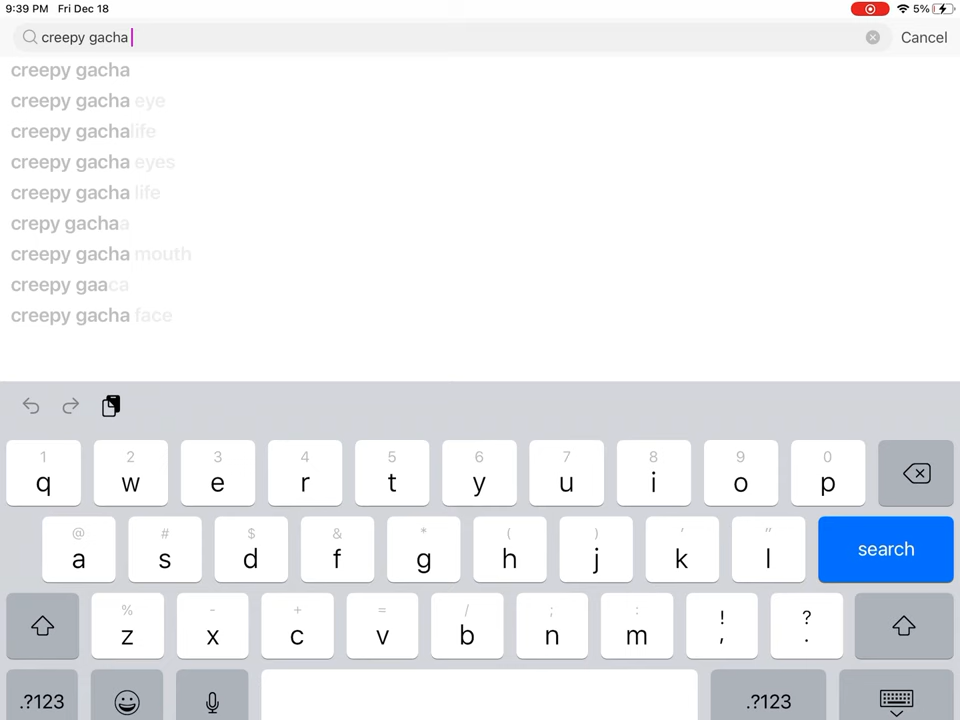 9:39 PM Fri Dec 18 5%
creepy gacha Cancel
creepy gacha
creepy gacha eye
creepy gachalife
creepy gacha eyes
creepy gacha life
crepy gachaa
creepy gacha mouth
creepy gaaca
creepy gacha face
1 2 3 4 5 6 7 8 9 0
q w e r t y u i o p
@ # $ & * ( ) ' "
a s d f g h j k l search
% - + = / ; : ! ?
z x c v b n m , .
.?123 .?123